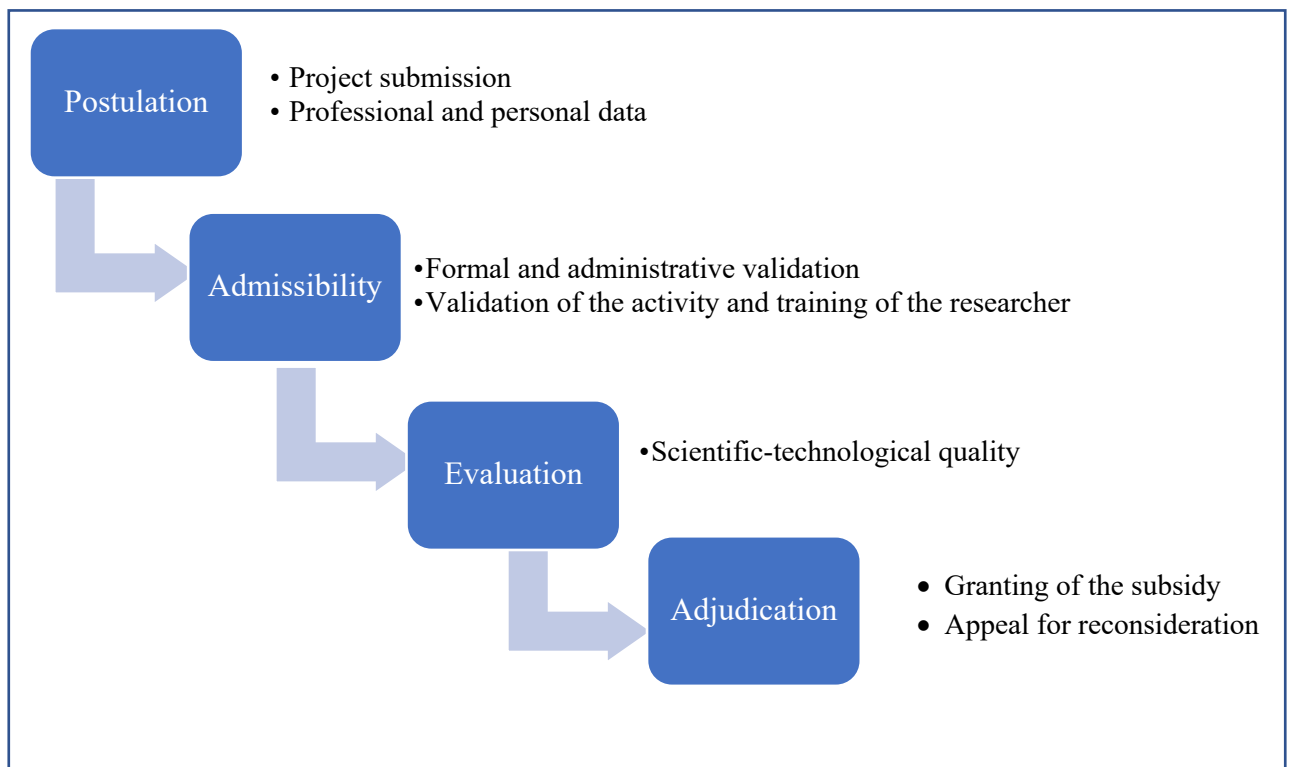 Postulation
• Project submission
• Professional and personal data
Admissibility
•Formal and administrative validation
•Validation of the activity and training of the researcher
Evaluation
•Scientific-technological quality
Adjudication
• Granting of the subsidy
• Appeal for reconsideration